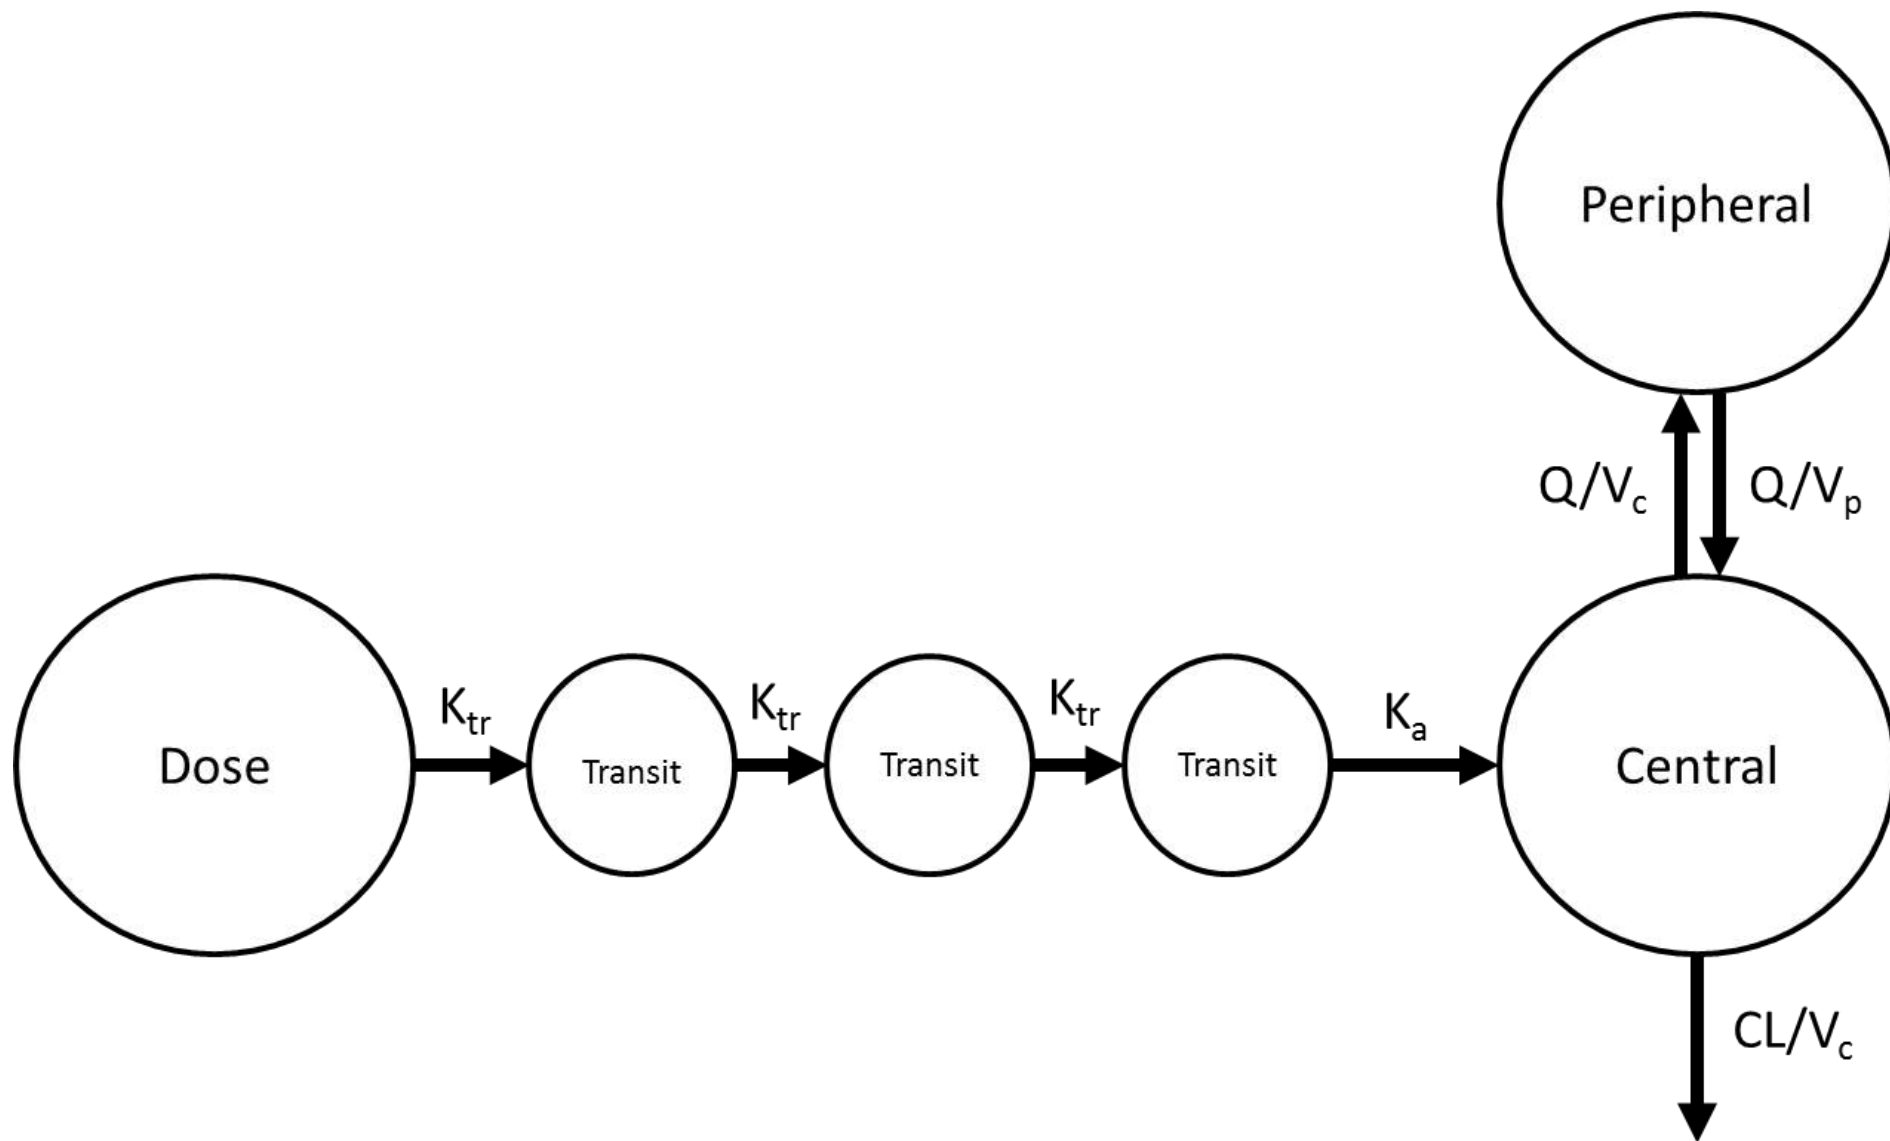 Peripheral
Q/Vc
Q/Vp
Dose
Ktr
Transit
Ktr
Transit
Ktr
Transit
Ka
Central
CL/Vc